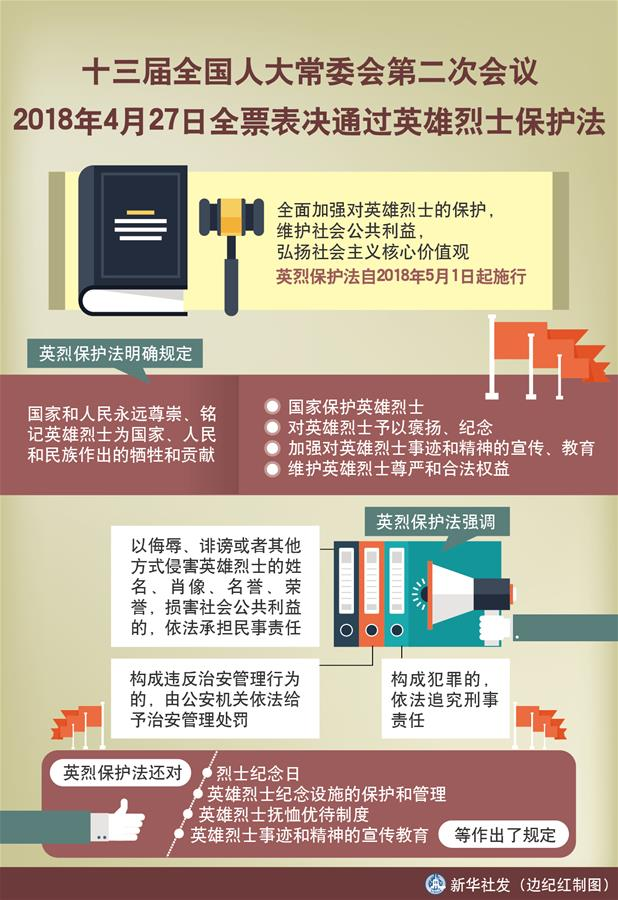 十三届全国人大常委会第二次会议
2018年4月27日全票表决通过英雄烈士保护法
全面加强对英雄烈士的保护，
维护社会公共利益，
弘扬社会主义核心价值观
英烈保护法自2018年5月1日起施行
英烈保护法明确规定
国家和人民永远尊崇、铭
记英雄烈士为国家、人民
和民族作出的牺牲和贡献
国家保护英雄烈士
对英雄烈士予以褒扬、纪念
加强对英雄烈士事迹和精神的宣传、教育
维护英雄烈士尊严和合法权益
英烈保护法强调
以侮辱、诽谤或者其他
方式侵害英雄烈士的姓
名、肖像、名誉、荣
誉，损害社会公共利益
的，依法承担民事责任
构成违反治安管理行为
的，由公安机关依法给
予治安管理处罚
构成犯罪的，
依法追究刑事
责任
英烈保护法还对
烈士纪念日
英雄烈士纪念设施的保护和管理
英雄烈士抚恤优待制度
英雄烈士事迹和精神的宣传教育
等作出了规定
新华社发（边纪红制图）